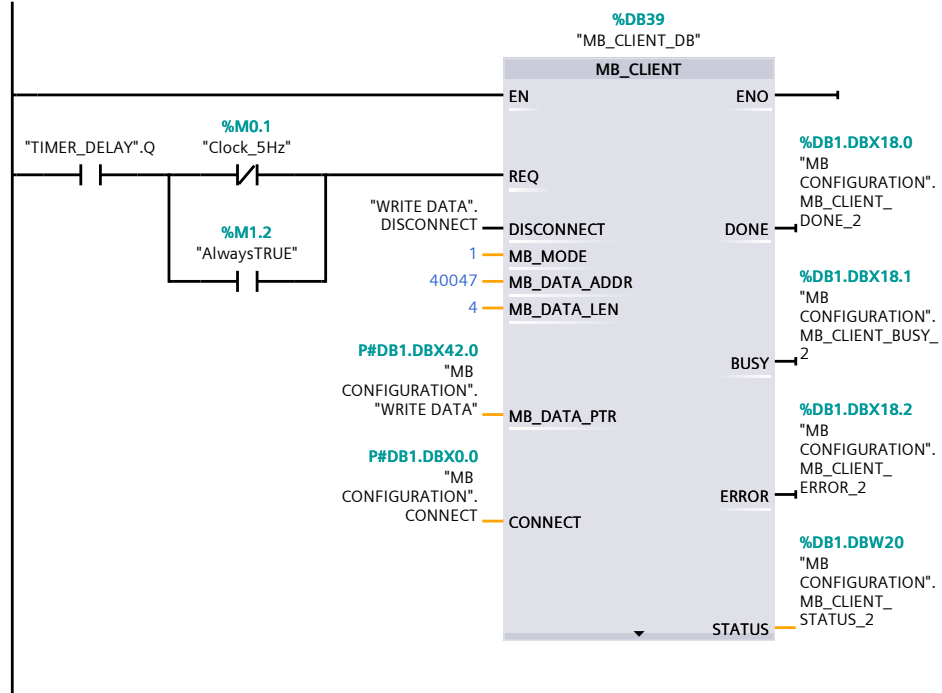 %DB39
"MB_CLIENT_DB"
MB_CLIENT
EN
ENO
%M0.1
"TIMER_DELAY".Q
"Clock_5Hz"
REQ
%M1.2
"AlwaysTRUE"
"WRITE DATA".
DISCONNECT
DISCONNECT
1
MB_MODE
40047
MB_DATA_ADDR
4
MB_DATA_LEN
P#DB1.DBX42.0
"MB
CONFIGURATION".
"WRITE DATA"
MB_DATA_PTR
P#DB1.DBX0.0
"MB
CONFIGURATION".
CONNECT
CONNECT
%DB1.DBX18.0
"MB
CONFIGURATION".
MB_CLIENT_
DONE_2
DONE
%DB1.DBX18.1
"MB
CONFIGURATION".
MB_CLIENT_BUSY_
2
BUSY
%DB1.DBX18.2
"MB
CONFIGURATION".
MB_CLIENT_
ERROR_2
ERROR
%DB1.DBW20
"MB
CONFIGURATION".
MB_CLIENT_
STATUS_2
STATUS